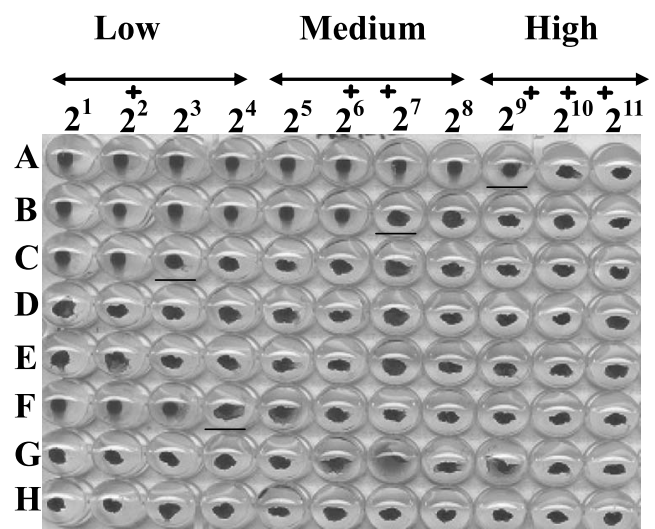 Low Medium High
+ + + + + +
2¹ 2² 2³ 2⁴ 2⁵ 2⁶ 2⁷ 2⁸ 2⁹ 2¹⁰ 2¹¹
A
B
C
D
E
F
G
H